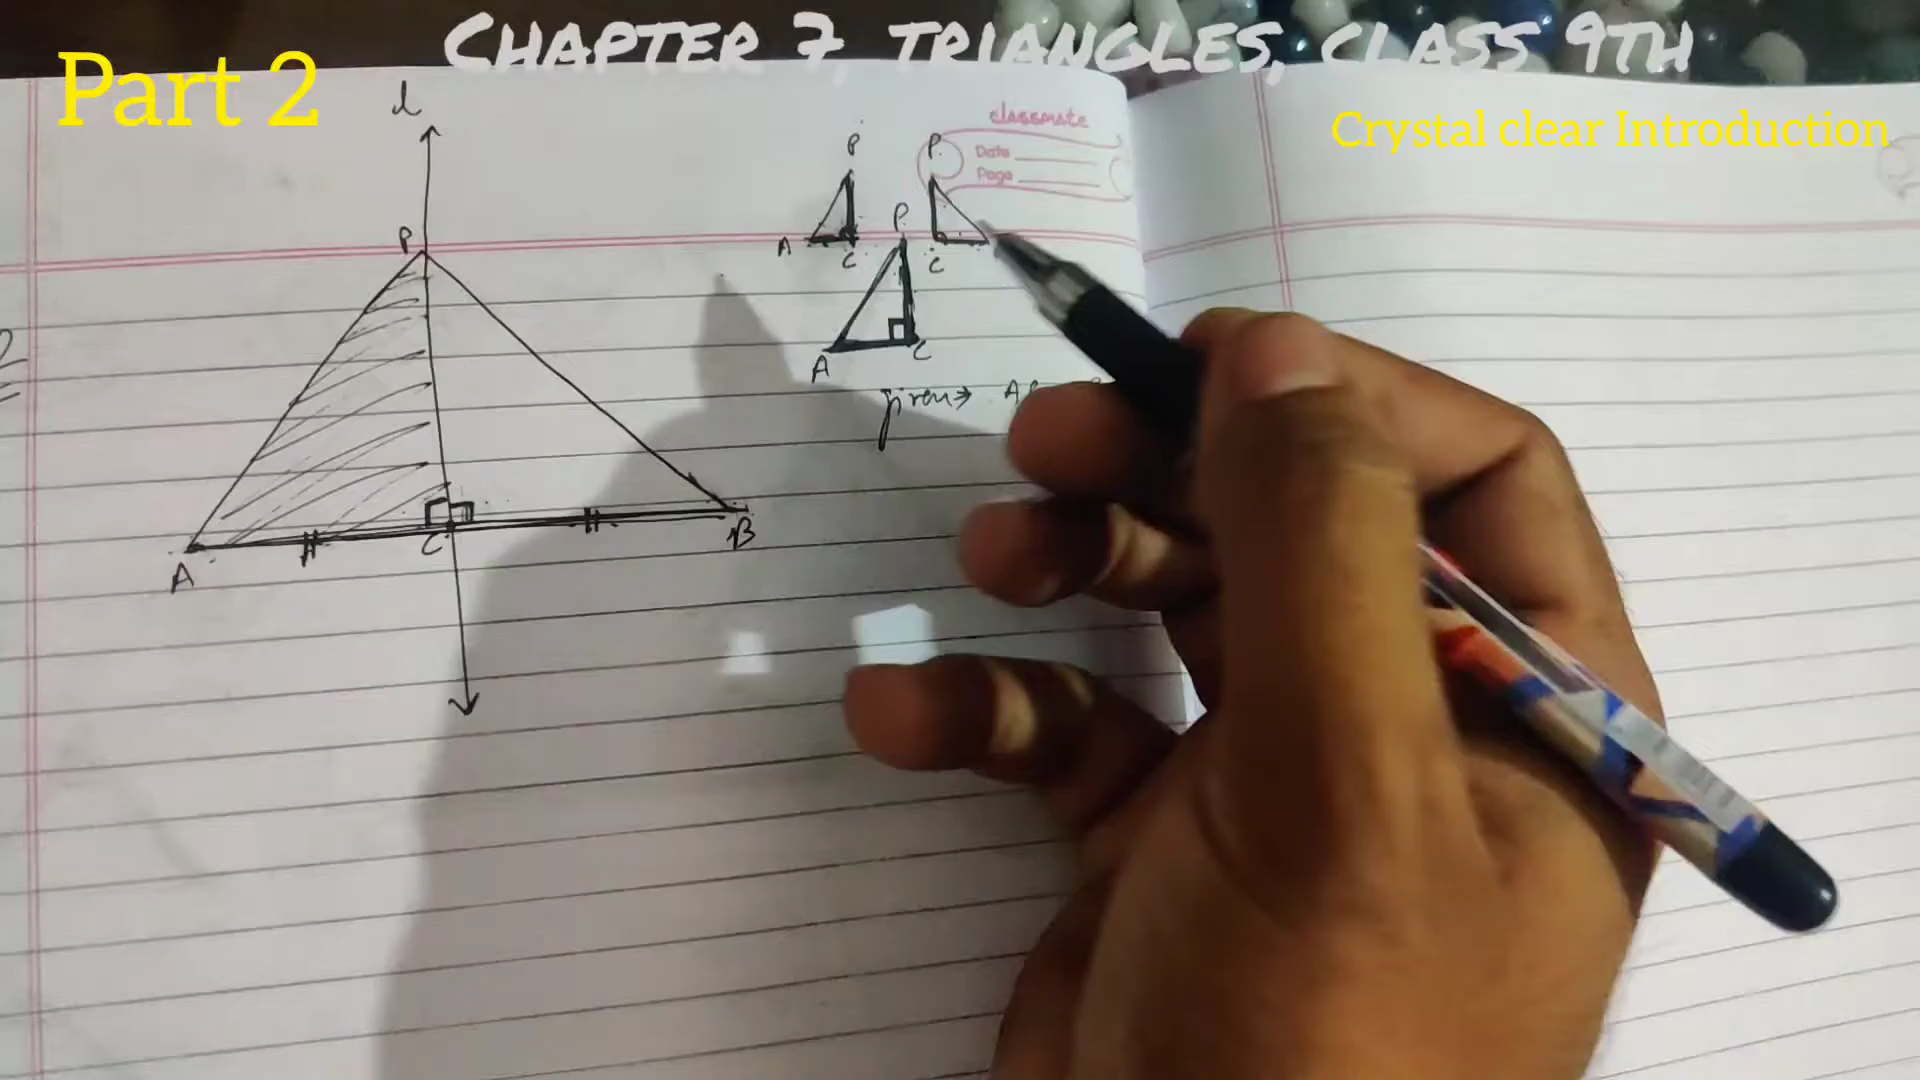 Chapter 7, triangles, class 9th
Part 2
Crystal clear Introduction
classmate
Date
Page
l
P
A
C
B
P
A
C
P
C
P
A
C
given→